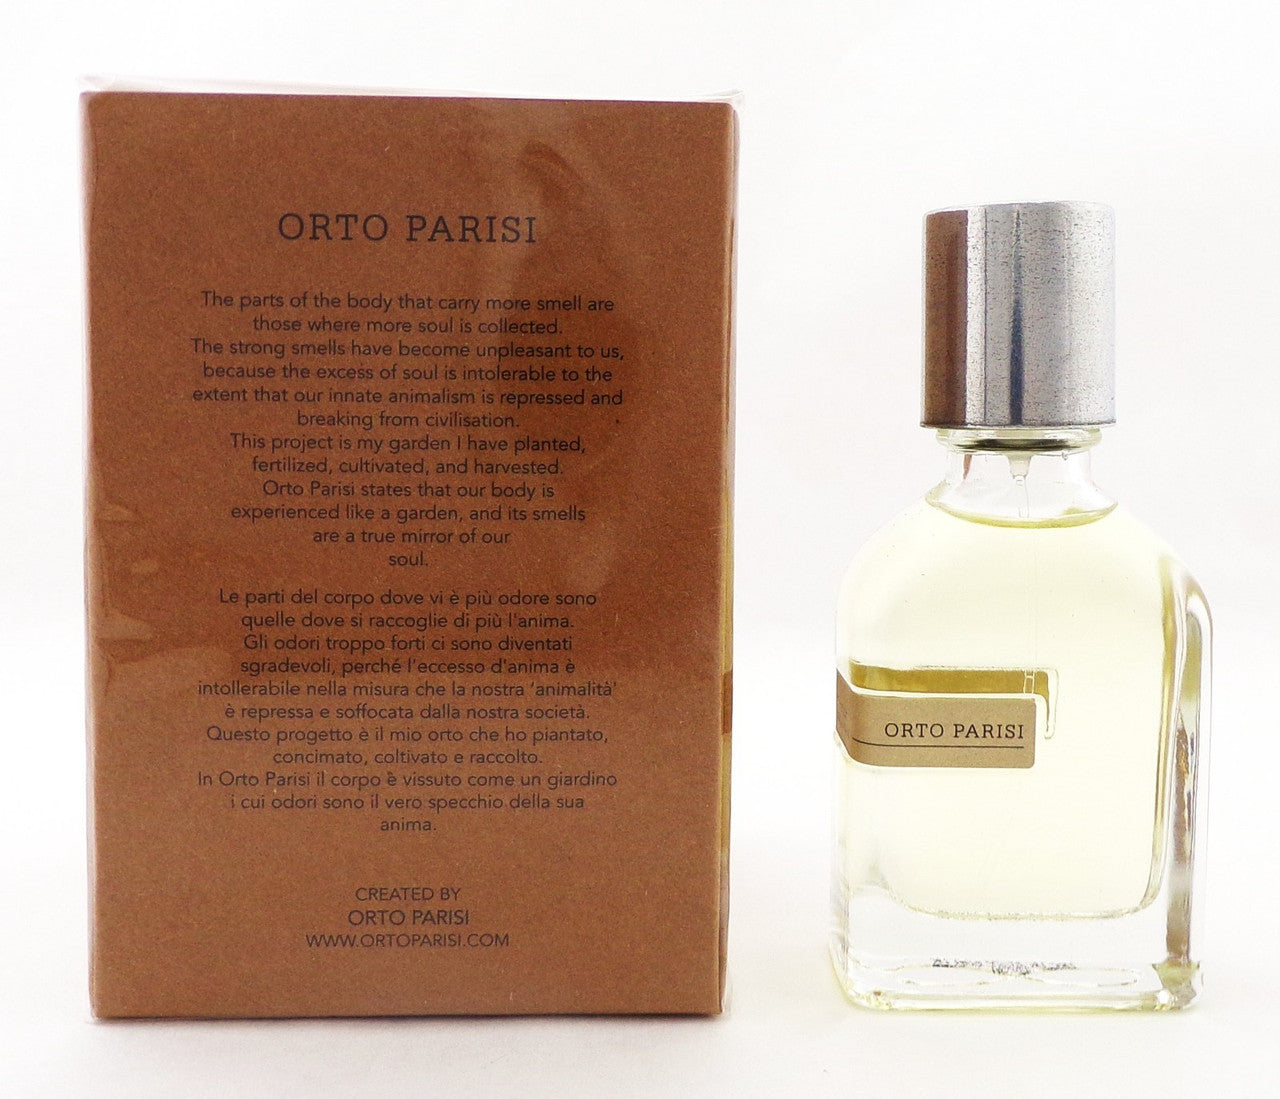 ORTO PARISI
The parts of the body that carry more smell are
those where more soul is collected.
The strong smells have become unpleasant to us,
because the excess of soul is intolerable to the
extent that our innate animalism is repressed and
breaking from civilisation.
This project is my garden I have planted,
fertilized, cultivated, and harvested.
Orto Parisi states that our body is
experienced like a garden, and its smells
are a true mirror of our
soul.
Le parti del corpo dove vi è più odore sono
quelle dove si raccoglie di più l'anima.
Gli odori troppo forti ci sono diventati
sgradevoli, perché l'eccesso d'anima è
intollerabile nella misura che la nostra 'animalità'
è repressa e soffocata dalla nostra società.
Questo progetto è il mio orto che ho piantato,
concimato, coltivato e raccolto.
In Orto Parisi il corpo è vissuto come un giardino
i cui odori sono il vero specchio della sua
anima.
CREATED BY
ORTO PARISI
WWW.ORTOPARISI.COM
ORTO PARISI